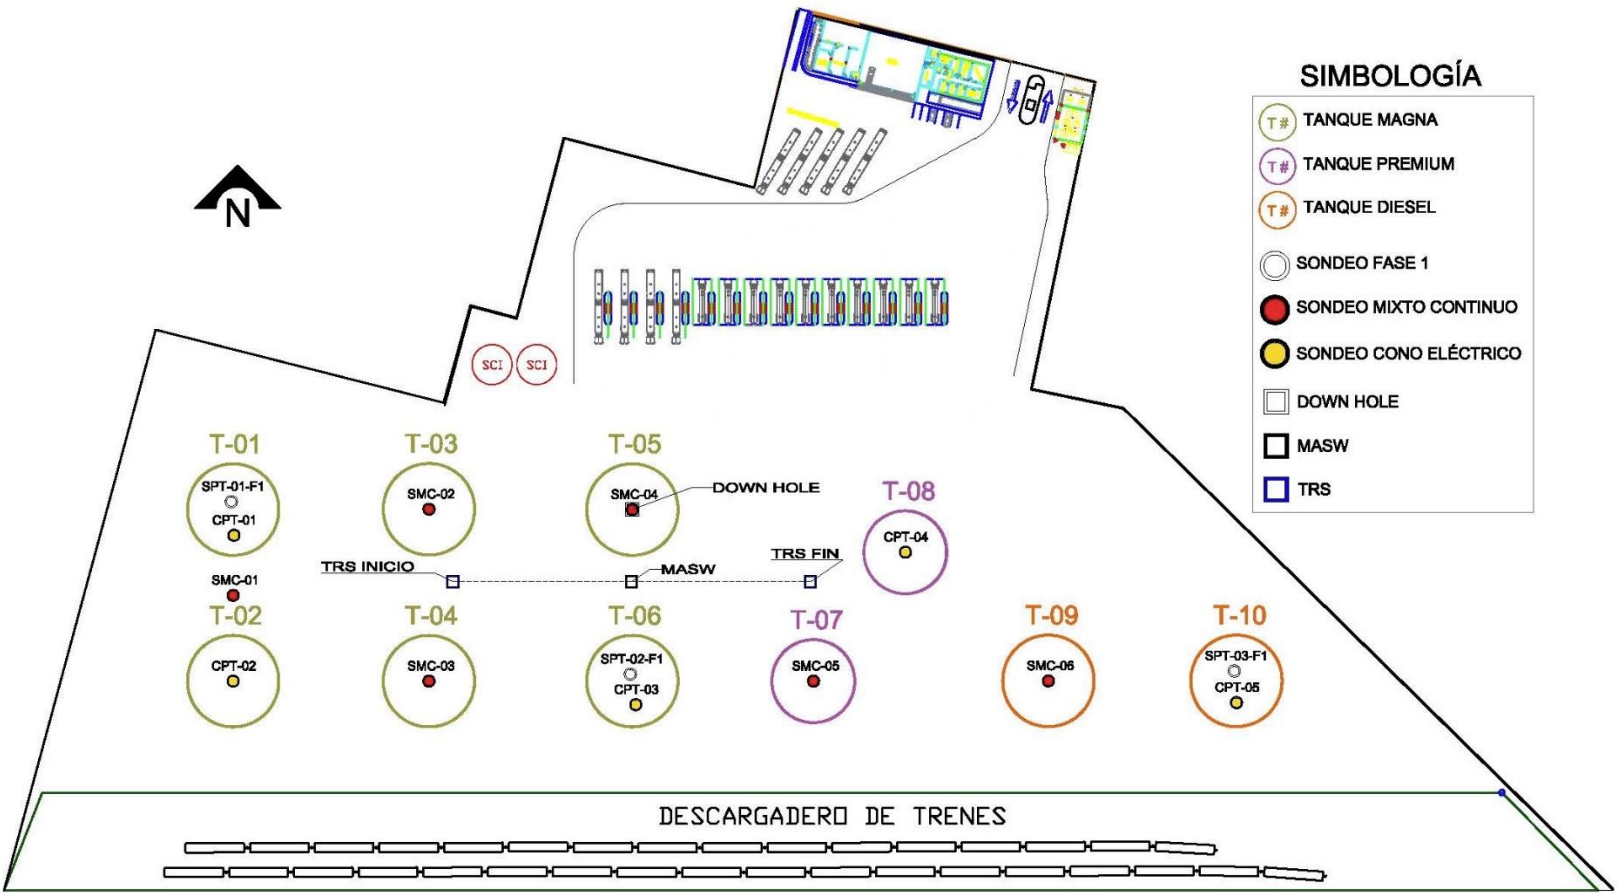 SIMBOLOGÍA
T# TANQUE MAGNA
T# TANQUE PREMIUM
T# TANQUE DIESEL
SONDEO FASE 1
SONDEO MIXTO CONTINUO
SONDEO CONO ELÉCTRICO
DOWN HOLE
MASW
TRS
N
SCI SCI
T-01
SPT-01-F1
CPT-01
T-03
SMC-02
T-05
SMC-04
DOWN HOLE
T-08
CPT-04
TRS INICIO
MASW
TRS FIN
SMC-01
T-02
CPT-02
T-04
SMC-03
T-06
SPT-02-F1
CPT-03
T-07
SMC-05
T-09
SMC-06
T-10
SPT-03-F1
CPT-05
DESCARGADERO DE TRENES